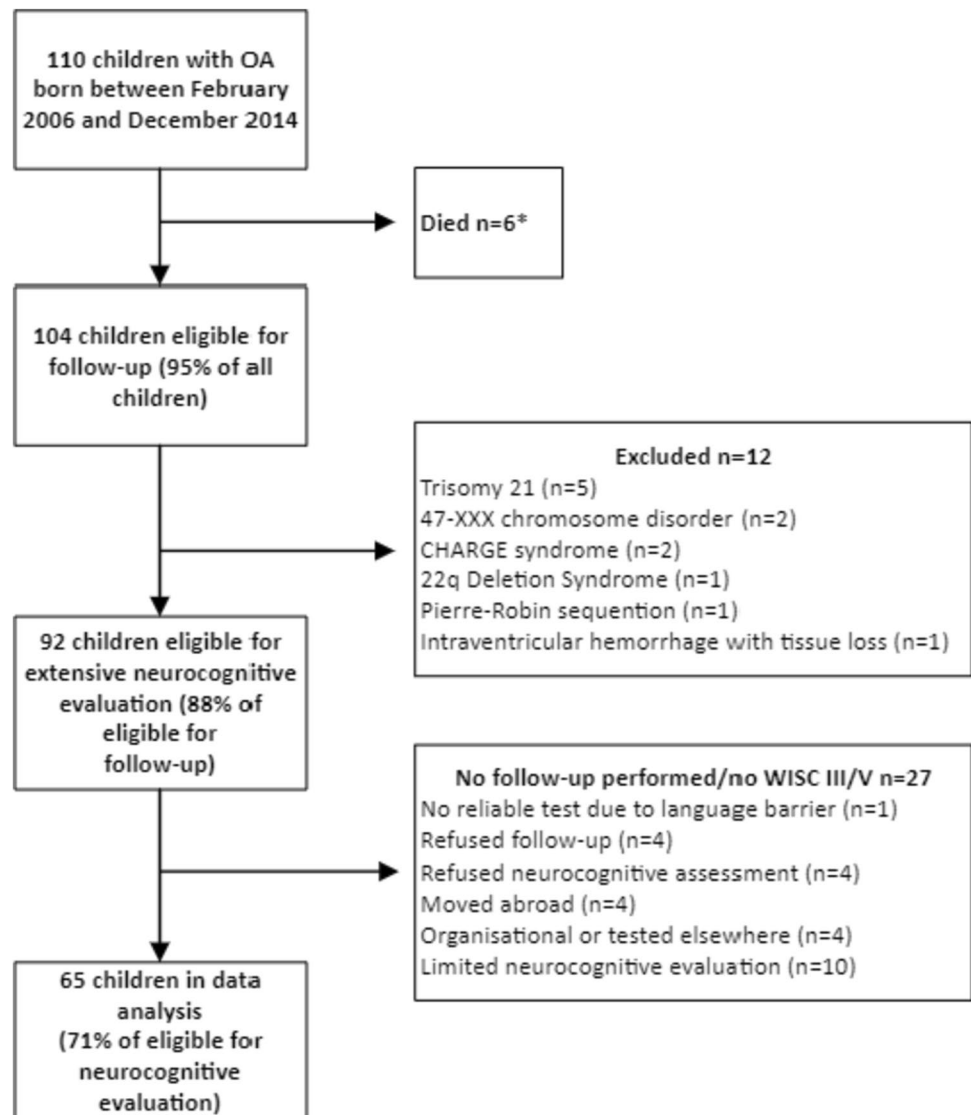 110 children with OA
born between February
2006 and December 2014
Died n=6*
104 children eligible for
follow-up (95% of all
children)
Excluded n=12
Trisomy 21 (n=5)
47-XXX chromosome disorder (n=2)
CHARGE syndrome (n=2)
22q Deletion Syndrome (n=1)
Pierre-Robin sequention (n=1)
Intraventricular hemorrhage with tissue loss (n=1)
92 children eligible for
extensive neurocognitive
evaluation (88% of
eligible for
follow-up)
No follow-up performed/no WISC III/V n=27
No reliable test due to language barrier (n=1)
Refused follow-up (n=4)
Refused neurocognitive assessment (n=4)
Moved abroad (n=4)
Organisational or tested elsewhere (n=4)
Limited neurocognitive evaluation (n=10)
65 children in data
analysis
(71% of eligible for
neurocognitive
evaluation)